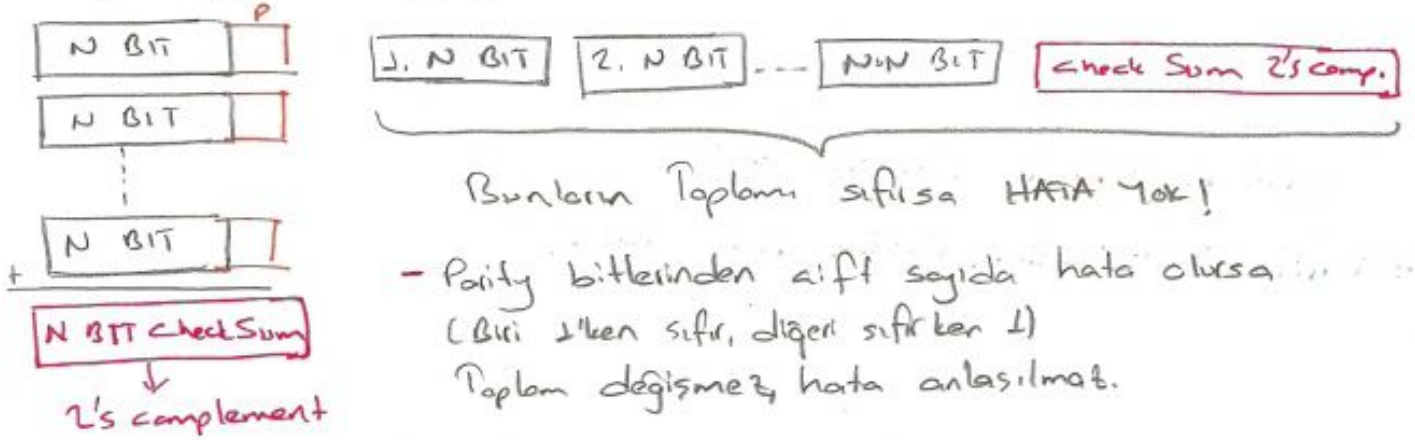 P
N BIT
N BIT
N BIT
+
N BIT CheckSum
2's complement
1. N BIT 2. N BIT .... N.N BIT Check Sum 2's comp.
Bunların Toplamı sıfırsa HATA YOK!
- Parity bitlerinden çift sayıda hata olursa
(Biri 1'ken sıfır, diğeri sıfırken 1)
Toplam değişmez, hata anlaşılmaz.